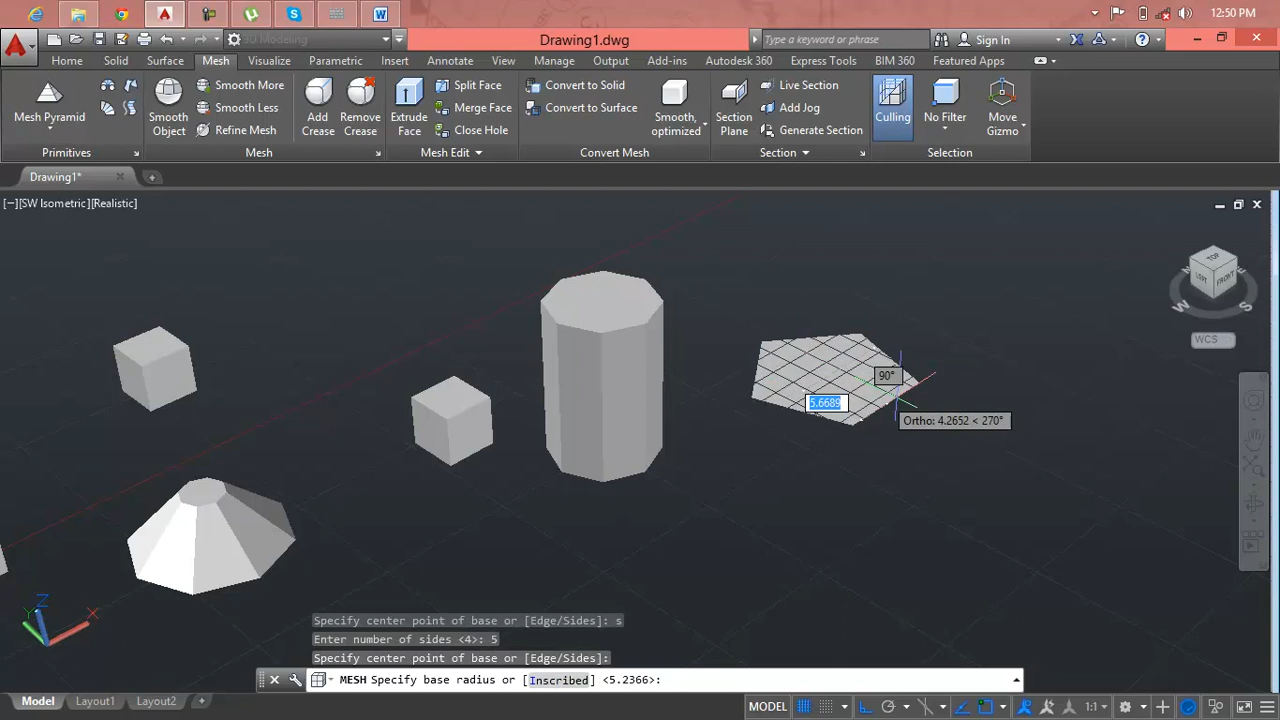 12:50 PM
3D Modeling
Drawing1.dwg
Type a keyword or phrase
Sign In
Home Solid Surface Mesh Visualize Parametric Insert Annotate View Manage Output Add-ins Autodesk 360 Express Tools BIM 360 Featured Apps
Mesh Pyramid
Smooth Object
Smooth More
Smooth Less
Refine Mesh
Add Crease
Remove Crease
Extrude Face
Split Face
Merge Face
Close Hole
Convert to Solid
Convert to Surface
Smooth, optimized
Section Plane
Live Section
Add Jog
Generate Section
Culling
No Filter
Move Gizmo
Primitives Mesh Mesh Edit Convert Mesh Section Selection
Drawing1*
[−][SW Isometric][Realistic]
TOP
LEFT
FRONT
W
S
E
WCS
90°
5.6689
Ortho: 4.2652 < 270°
Z
Y
X
Specify center point of base or [Edge/Sides]: s
Enter number of sides <4>: 5
Specify center point of base or [Edge/Sides]:
MESH Specify base radius or [Inscribed] <5.2366>:
Model Layout1 Layout2
MODEL
1:1